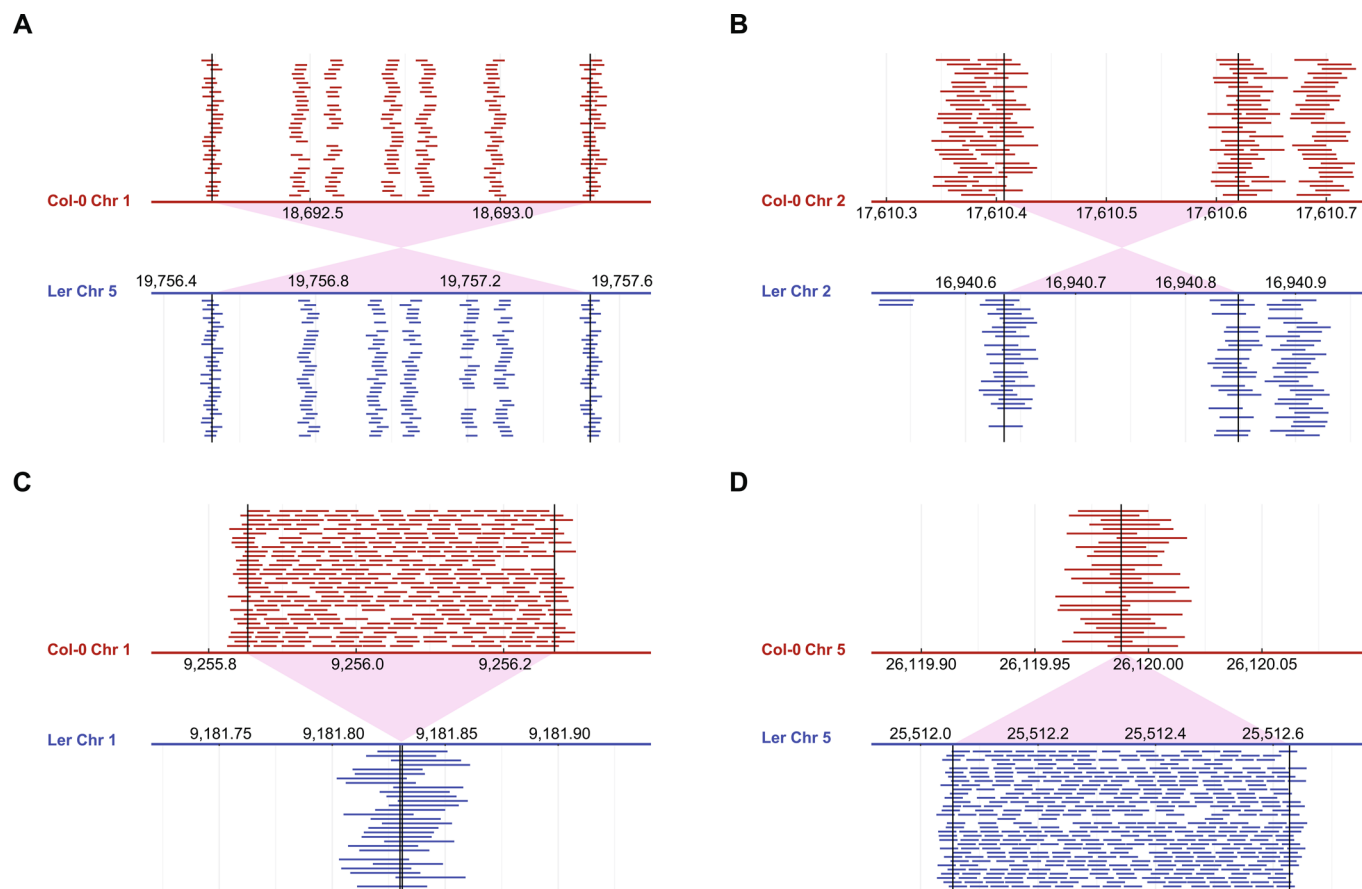 A
Col-0 Chr 1
18,692.5 18,693.0
19,756.4 19,756.8 19,757.2 19,757.6
Ler Chr 5
B
Col-0 Chr 2
17,610.3 17,610.4 17,610.5 17,610.6 17,610.7
16,940.6 16,940.7 16,940.8 16,940.9
Ler Chr 2
C
Col-0 Chr 1
9,255.8 9,256.0 9,256.2
9,181.75 9,181.80 9,181.85 9,181.90
Ler Chr 1
D
Col-0 Chr 5
26,119.90 26,119.95 26,120.00 26,120.05
25,512.0 25,512.2 25,512.4 25,512.6
Ler Chr 5